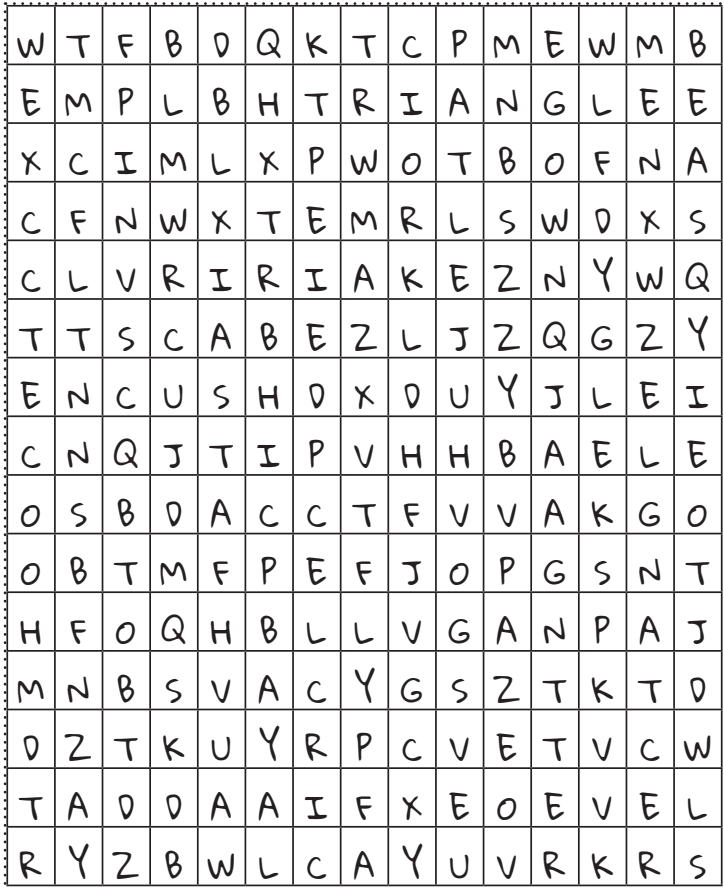 W T F B D Q K T C P M E W M B
E M P L B H T R I A N G L E E
X C I M L X P W O T B O F N A
C F N W X T E M R L S W D X S
C L V R I R I A K E Z N Y W Q
T T S C A B E Z L J Z Q G Z Y
E N C U S H D X D U Y J L E I
C N Q J T I P V H H B A E L E
O S B D A C C T F V V A K G O
O B T M F P E F J O P G S N T
H F O Q H B L L V G A N P A J
M N B S V A C Y G S Z T K T D
D Z T K U Y R P C V E T V C W
T A D D A A I F X E O E V E L
R Y Z B W L C A Y U V R K R S